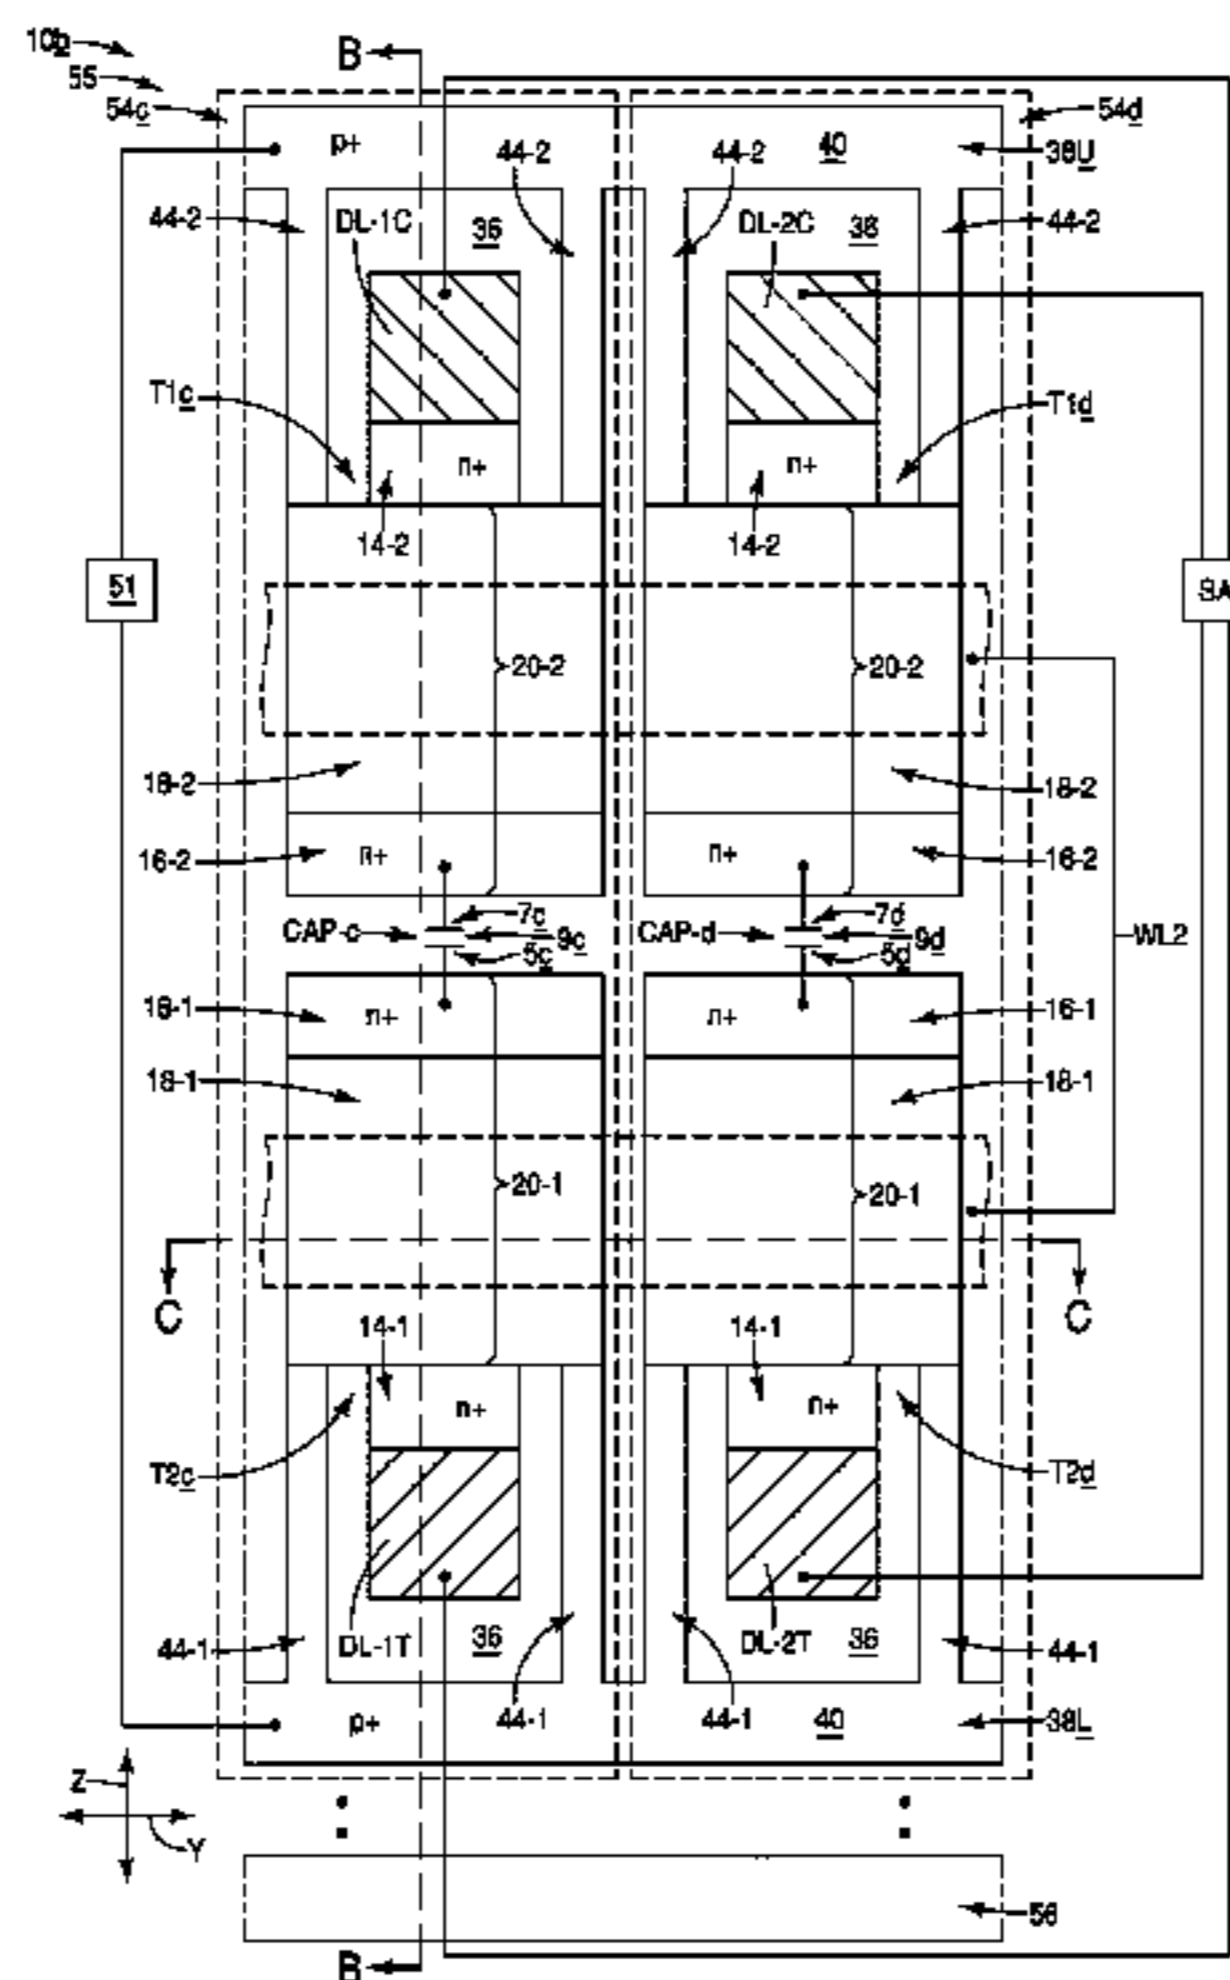 B
10b
55
54c
54d
p+
44-2
44-2
40
38U
44-2
DL-1C
36
DL-2C
38
44-2
T1c
T1d
n+
n+
14-2
14-2
51
SA
20-2
20-2
18-2
18-2
16-2
n+
n+
16-2
7c
7d
CAP-c
9c
CAP-d
9d
WL2
5c
5d
16-1
n+
n+
16-1
18-1
18-1
20-1
20-1
C
C
14-1
14-1
n+
n+
T2c
T2d
44-1
DL-1T
36
DL-2T
36
44-1
p+
44-1
44-1
40
38L
Z
Y
56
B